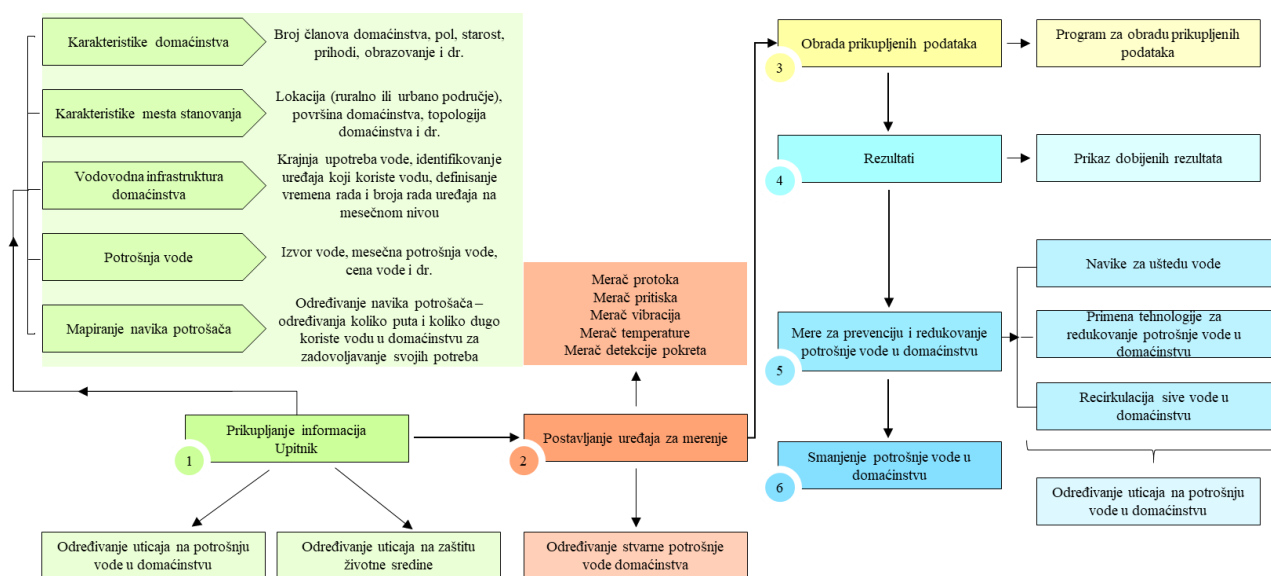 Karakteristike domaćinstva
Broj članova domaćinstva, pol, starost,
prihodi, obrazovanje i dr.
Karakteristike mesta stanovanja
Lokacija (ruralno ili urbano područje),
površina domaćinstva, topologija
domaćinstva i dr.
Vodovodna infrastruktura
domaćinstva
Krajnja upotreba vode, identifikovanje
uređaja koji koriste vodu, definisanje
vremena rada i broja rada uređaja na
mesečnom nivou
Potrošnja vode
Izvor vode, mesečna potrošnja vode,
cena vode i dr.
Mapiranje navika potrošača
Određivanje navika potrošača –
određivanja koliko puta i koliko dugo
koriste vodu u domaćinstvu za
zadovoljavanje svojih potreba
Prikupljanje informacija
Upitnik
1
Određivanje uticaja na potrošnju
vode u domaćinstvu
Određivanje uticaja na zaštitu
životne sredine
Merač protoka
Merač pritiska
Merač vibracija
Merač temperature
Merač detekcije pokreta
Postavljanje uređaja za merenje
2
Određivanje stvarne potrošnje
vode domaćinstva
Obrada prikupljenih podataka
3
Program za obradu prikupljenih
podataka
Rezultati
4
Prikaz dobijenih rezultata
Mere za prevenciju i redukovanje
potrošnje vode u domaćinstvu
5
Navike za uštedu vode
Primena tehnologije za
redukovanje potrošnje vode u
domaćinstvu
Recirkulacija sive vode u
domaćinstvu
Smanjenje potrošnje vode u
domaćinstvu
6
Određivanje uticaja na potrošnju
vode u domaćinstvu